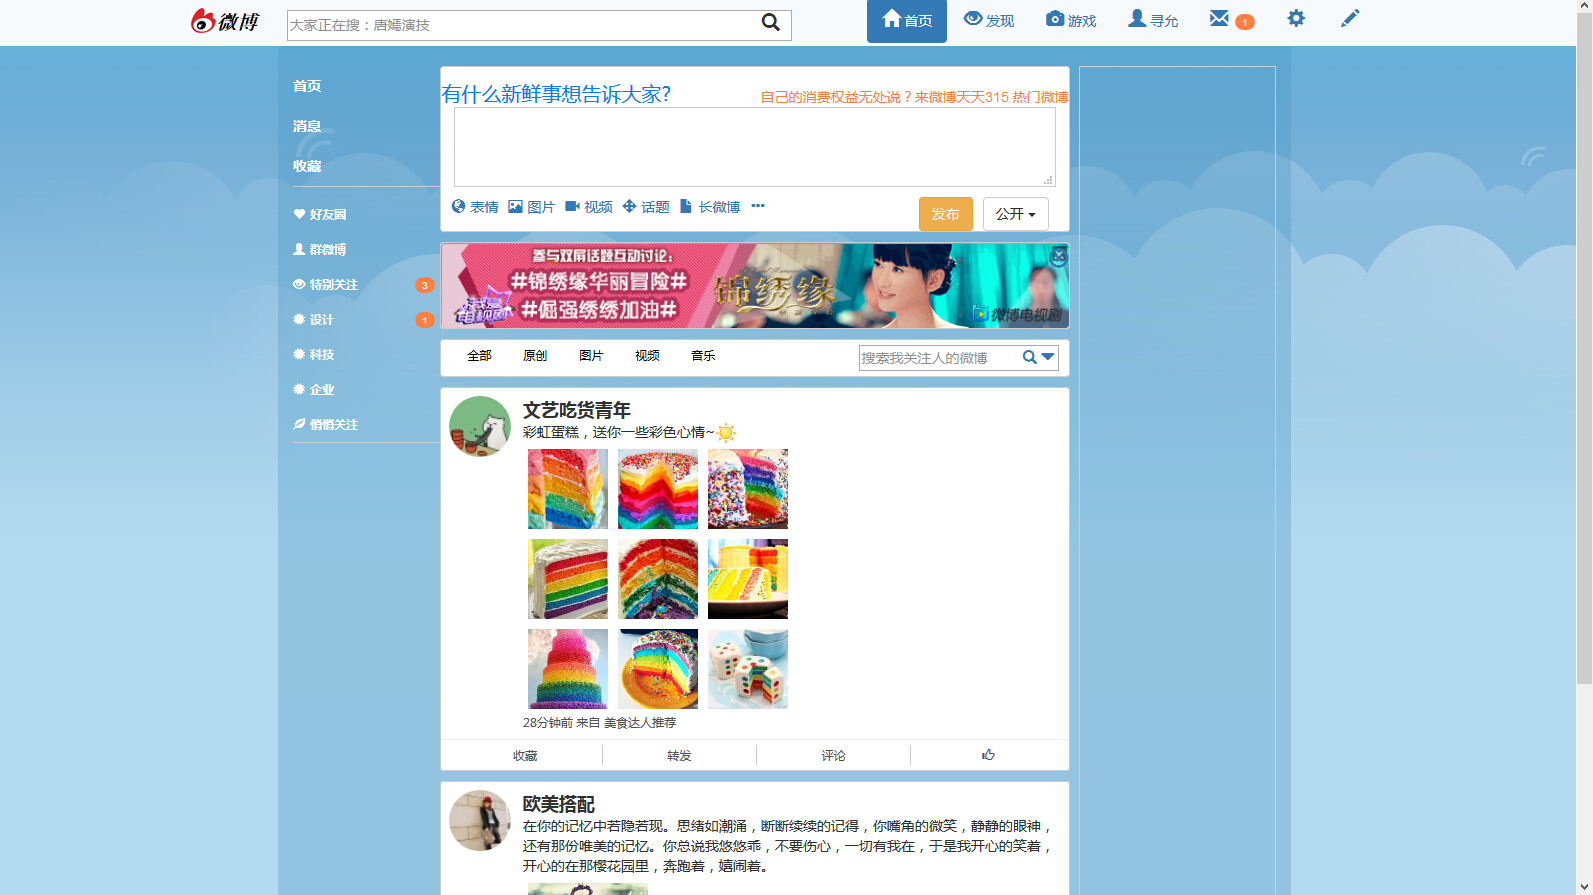 微博
大家正在搜：唐嫣演技
首页
发现
游戏
寻允
1
首页
消息
收藏
好友圈
群微博
特别关注 3
设计 1
科技
企业
悄悄关注
有什么新鲜事想告诉大家?
自己的消费权益无处说？来微博天天315 热门微博
表情 图片 视频 话题 长微博
发布 公开
参与双屏话题互动讨论：
#锦绣缘华丽冒险#
#倔强绣绣加油#
锦绣缘
微博电视剧
全部 原创 图片 视频 音乐
搜索我关注人的微博
文艺吃货青年
彩虹蛋糕，送你一些彩色心情~
28分钟前 来自 美食达人推荐
收藏 转发 评论
欧美搭配
在你的记忆中若隐若现。思绪如潮涌，断断续续的记得，你嘴角的微笑，静静的眼神，
还有那份唯美的记忆。你总说我悠悠乖，不要伤心，一切有我在，于是我开心的笑着，
开心的在那樱花园里，奔跑着，嬉闹着。